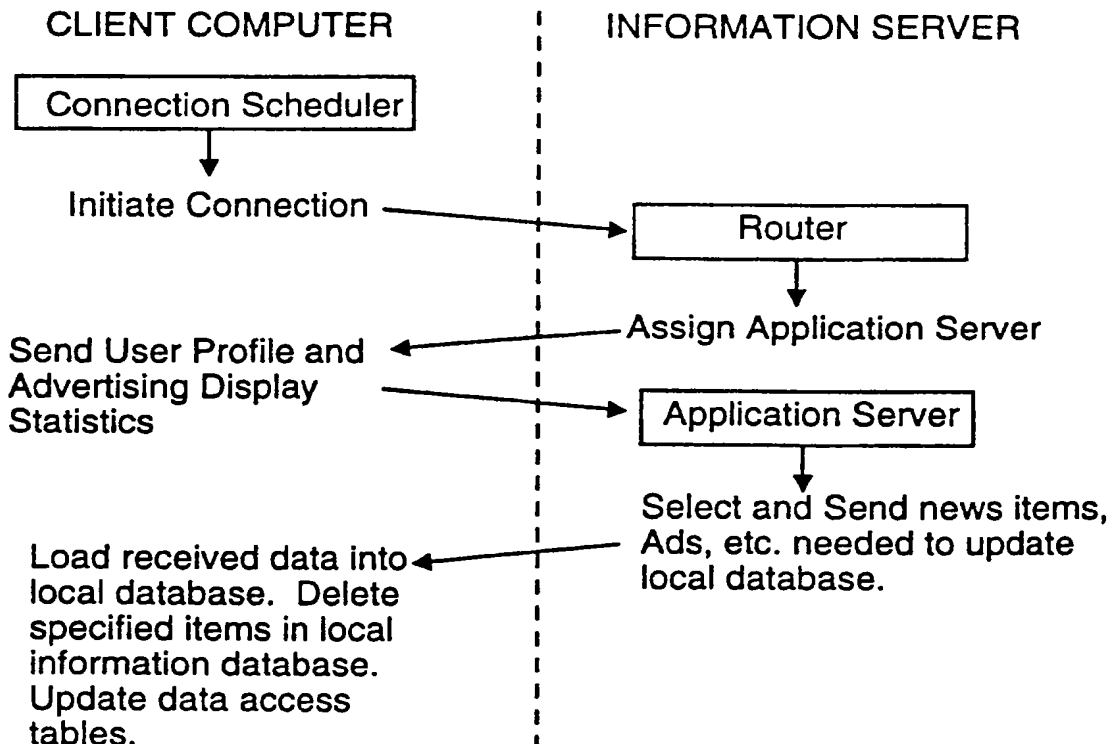 CLIENT COMPUTER
INFORMATION SERVER
Connection Scheduler
Initiate Connection
Router
Assign Application Server
Send User Profile and
Advertising Display
Statistics
Application Server
Select and Send news items,
Ads, etc. needed to update
local database.
Load received data into
local database. Delete
specified items in local
information database.
Update data access
tables.